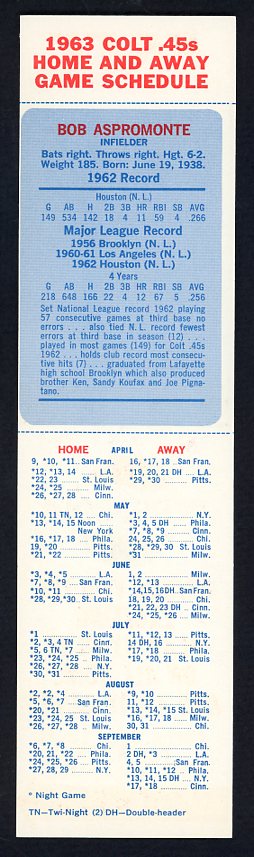 1963 COLT .45s
HOME AND AWAY
GAME SCHEDULE
BOB ASPROMONTE
INFIELDER
Bats right. Throws right. Hgt. 6-2.
Weight 185. Born: June 19, 1938.
1962 Record
Houston (N. L.)
G AB H 2B 3B HR RBI SB AVG
149 534 142 18 4 11 59 4 .266
Major League Record
1956 Brooklyn (N. L.)
1960-61 Los Angeles (N. L.)
1962 Houston (N. L.)
4 Years
G AB H 2B 3B HR RBI SB AVG
218 648 166 22 4 12 67 5 .256
Set National League record 1962 playing
57 consecutive games at third base no
errors . . . also tied N.L. record fewest
errors at third base in season (12) . . .
played in most games (149) for Colt .45s
1962 . . . holds club record most consecu-
tive hits (7) . . . graduated from Lafayette
high school Brooklyn which also produced
brother Ken, Sandy Koufax and Joe Pigna-
tano.
HOME APRIL AWAY
9, *10, *11.. San Fran. 16, *17, 18 .. San Fran.
*12, *13, 14 ........ L.A. *19, 20, 21 DH .... L.A.
*22, 23 ........ St. Louis *29, *30 ............ Pitts.
*24, *25 ............ Milw.
*26, *27, 28 ...... Cinn.
MAY
*10, 11 TN, 12 .... Chi. *1, 2 .................. N.Y.
*13, *14, 15 Noon *3, 4, 5 DH ...... Phila.
New York *7, *8, *9 .......... Cinn.
*16, *17, *18 .... Phila. 24, 25, 26 .......... Chi.
19, *20 ............ Pitts. *28, *29, 30 St. Louis
*21, *22 ............ Pitts. *31 .................. Milw.
JUNE
*3, *4, *5 ............ L.A. 1, 2 .................. Milw.
*7, *8, *9 .... San Fran. *12, *13 .............. L.A.
*10, *11 .............. Chi. *14,15,16DH..San Fran.
*28, *29,*30. St. Louis 18, 19, 20 .......... Chi.
*21, 22, 23 DH .. Cinn.
*24, *25, *26 .... Milw.
JULY
*1 .............. St. Louis *11, *12, 13 ...... Pitts.
*2, *3, 4 TN ...... Cinn. 14 DH, 16 .......... N.Y.
*5, 6 TN, *7 ...... Milw. *17, *18 ............ Phila.
*23, *24, *25 .... Phila. *19, *20, 21 St. Louis
*26, *27, *28 ...... N.Y.
*30, *31 ............ Pitts.
AUGUST
*2, *2, *4 ............ L.A. *9, *10 .............. Pitts.
*5, *6, *7 .... San Fran. *11, *12 ............ Pitts.
*20, *21 ............ Cinn. *13, *14, *15 St.Louis
*23, *24, 25 St. Louis *16, *17, 18 ...... Milw.
*26, *27, *28 .... Milw. 30, 31 ................ Chi.
SEPTEMBER
*6, *7, *8 ............ Chi. 1 ...................... Chi.
*20, *21, 22 ...... Phila. 2 DH, *3 .............. L.A.
*24, *25, *26 .... Pitts. 4, 5 ............ San Fran.
*27, 28, 29 ........ N.Y. *10, *11, *12 .... Phila.
*13, 14, 15 DH .... N.Y.
*17, *18 ............ Cinn.
° Night Game
TN—Twi-Night (2) DH—Double-header